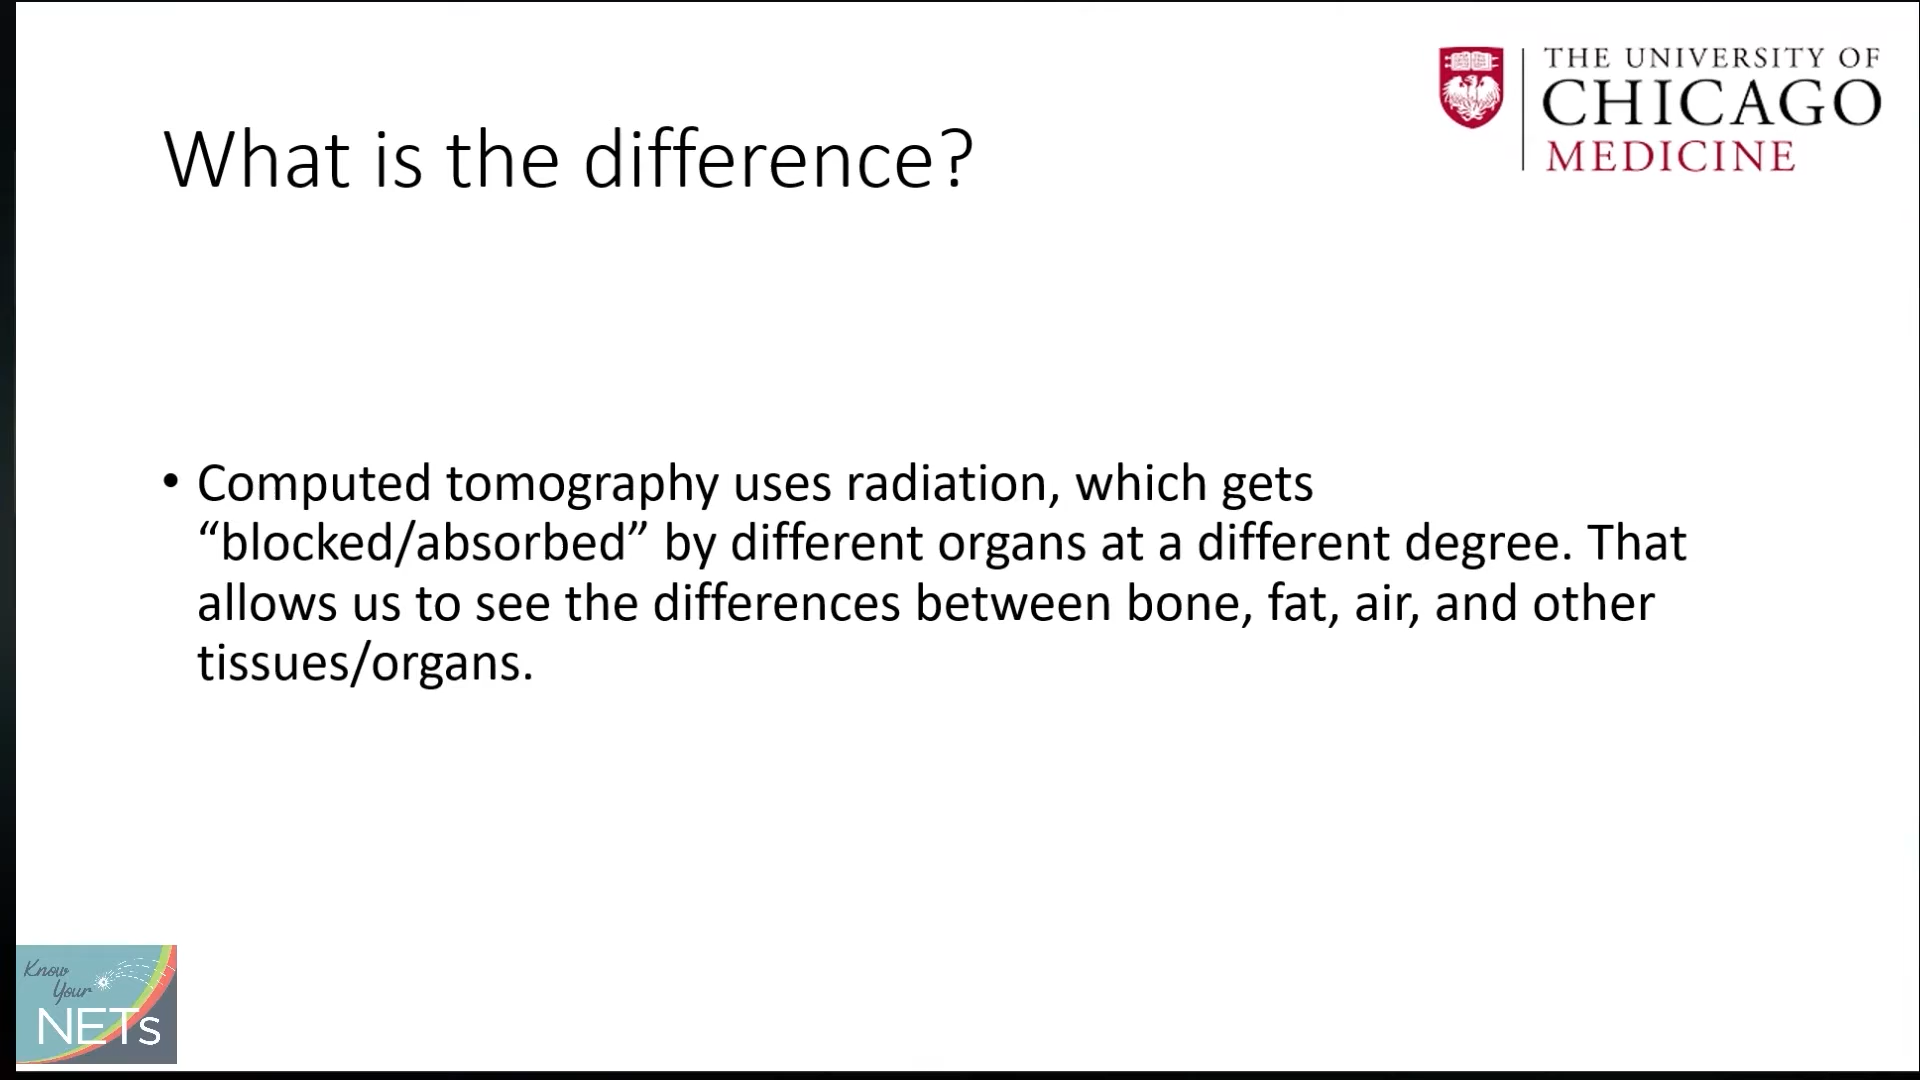 THE UNIVERSITY OF
CHICAGO
MEDICINE
What is the difference?
• Computed tomography uses radiation, which gets
“blocked/absorbed” by different organs at a different degree. That
allows us to see the differences between bone, fat, air, and other
tissues/organs.
Know
Your
NETs